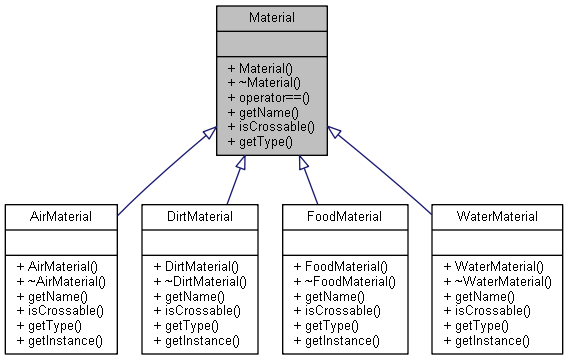 Material
+ Material()
+ ~Material()
+ operator==()
+ getName()
+ isCrossable()
+ getType()
AirMaterial
+ AirMaterial()
+ ~AirMaterial()
+ getName()
+ isCrossable()
+ getType()
+ getInstance()
DirtMaterial
+ DirtMaterial()
+ ~DirtMaterial()
+ getName()
+ isCrossable()
+ getType()
+ getInstance()
FoodMaterial
+ FoodMaterial()
+ ~FoodMaterial()
+ getName()
+ isCrossable()
+ getType()
+ getInstance()
WaterMaterial
+ WaterMaterial()
+ ~WaterMaterial()
+ getName()
+ isCrossable()
+ getType()
+ getInstance()